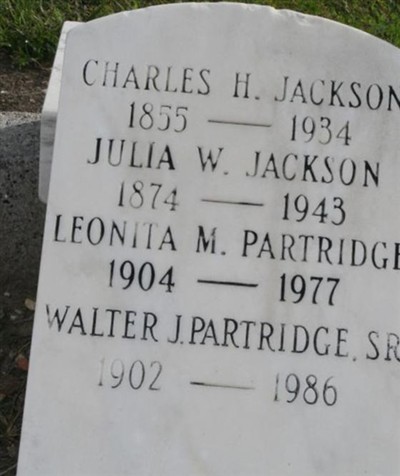 CHARLES H. JACKSON
1855 — 1934
JULIA W. JACKSON
1874 — 1943
LEONITA M. PARTRIDGE
1904 — 1977
WALTER J. PARTRIDGE, SR
1902 — 1986